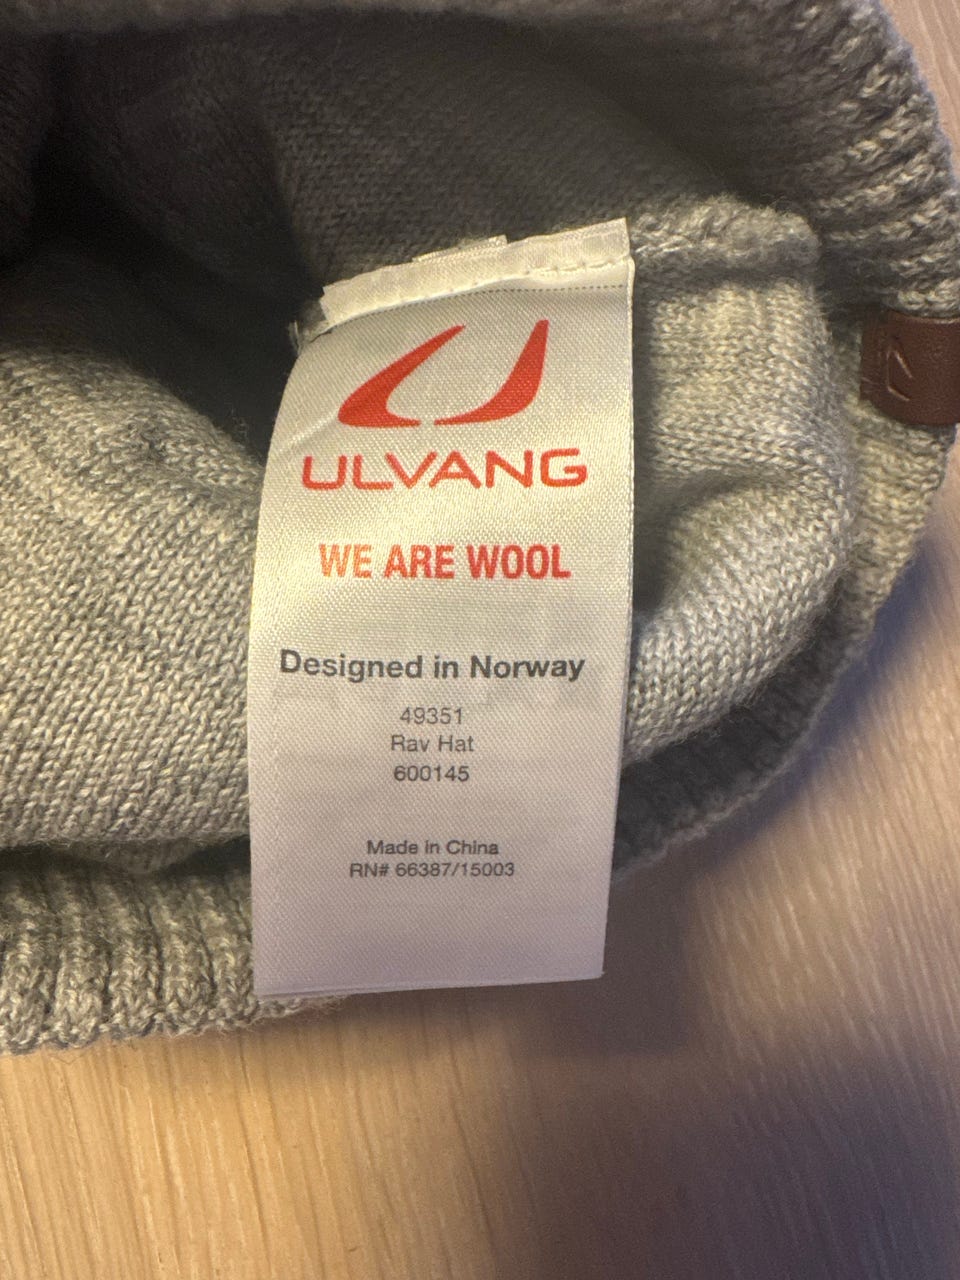 ULVANG
WE ARE WOOL
Designed in Norway
49351
Rav Hat
600145
Made in China
RN# 66387/15003